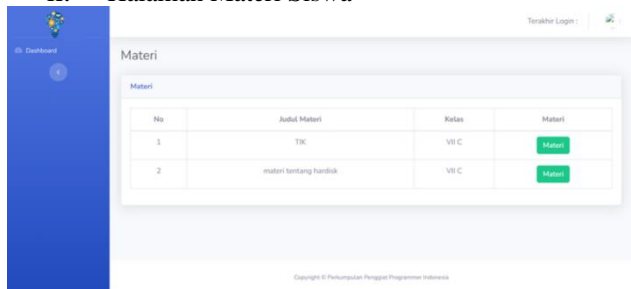 Halaman Materi Siswa
Terakhir Login :
Dashboard
Materi
Materi
No Judul Materi Kelas Materi
1 TIK VII C Materi
2 materi tentang hardisk VII C Materi
Copyright © Perkumpulan Penggiat Programmer Indonesia